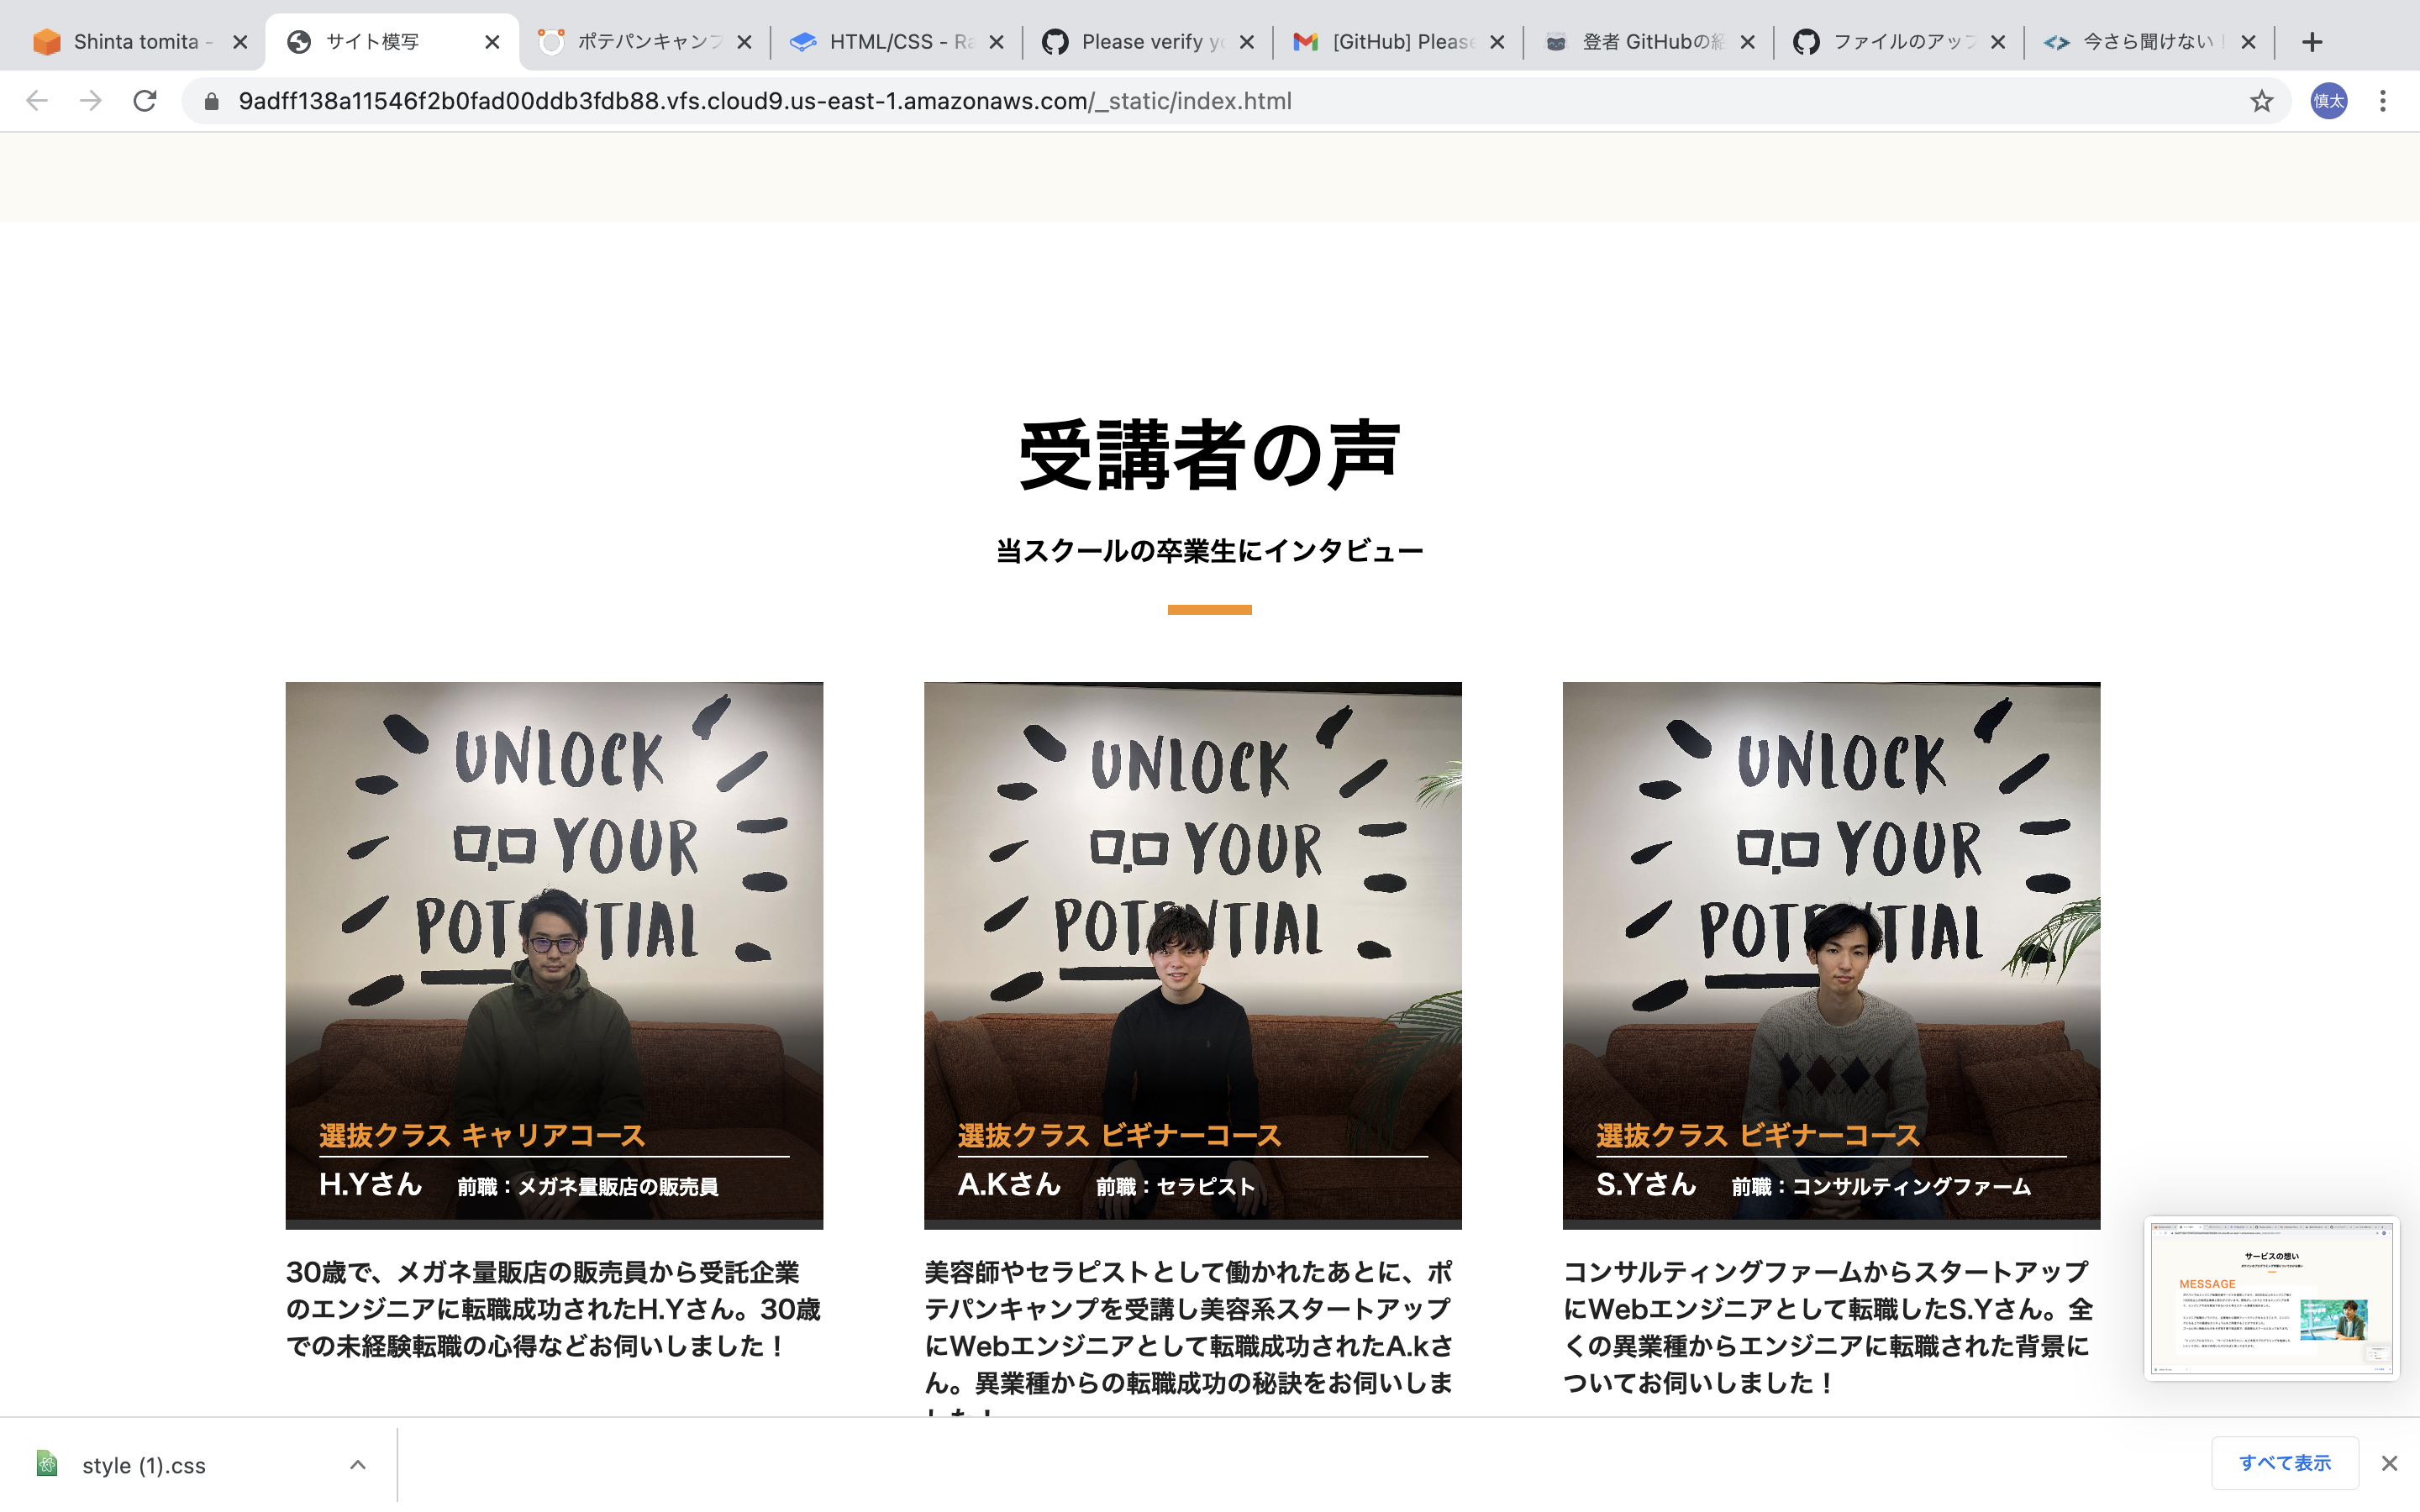 Shinta tomita -
サイト模写
ポテパンキャンプ
HTML/CSS - Ra
Please verify yo
[GitHub] Please
登者 GitHubの紹
ファイルのアップ
今さら聞けない！
9adff138a11546f2b0fad00ddb3fdb88.vfs.cloud9.us-east-1.amazonaws.com/_static/index.html
慎太
受講者の声
当スクールの卒業生にインタビュー
UNLOCK
YOUR
POTENTIAL
選抜クラス キャリアコース
H.Yさん 前職：メガネ量販店の販売員
30歳で、メガネ量販店の販売員から受託企業
のエンジニアに転職成功されたH.Yさん。30歳
での未経験転職の心得などお伺いしました！
UNLOCK
YOUR
POTENTIAL
選抜クラス ビギナーコース
A.Kさん 前職：セラピスト
美容師やセラピストとして働かれたあとに、ポ
テパンキャンプを受講し美容系スタートアップ
にWebエンジニアとして転職成功されたA.kさ
ん。異業種からの転職成功の秘訣をお伺いしま
した！
UNLOCK
YOUR
POTENTIAL
選抜クラス ビギナーコース
S.Yさん 前職：コンサルティングファーム
コンサルティングファームからスタートアップ
にWebエンジニアとして転職したS.Yさん。全
くの異業種からエンジニアに転職された背景に
ついてお伺いしました！
サービスの想い
MESSAGE
style (1).css
すべて表示